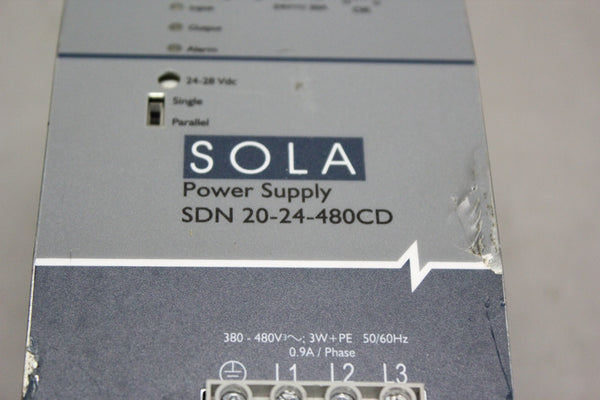 Input
Output
Alarm
24-28 Vdc
Single
Parallel
SOLA
Power Supply
SDN 20-24-480CD
380 - 480V³~; 3W+PE 50/60Hz
0.9A / Phase
L1 L2 L3